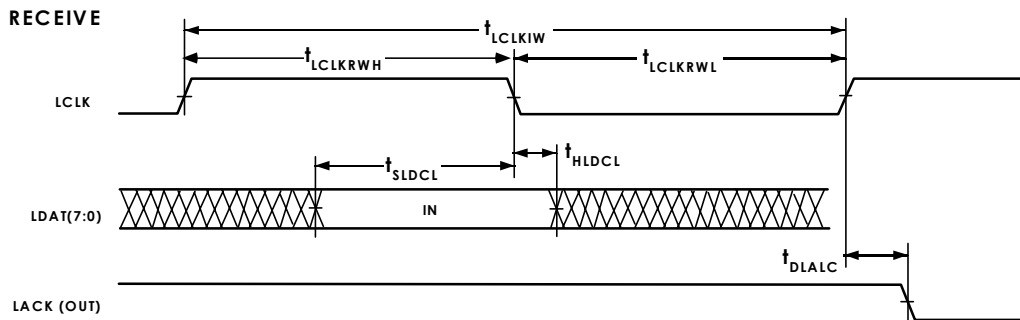 RECEIVE
tLCLKIW
tLCLKRWH
tLCLKRWL
LCLK
tHLDCL
tSLDCL
LDAT(7:0)
IN
tDLALC
LACK (OUT)